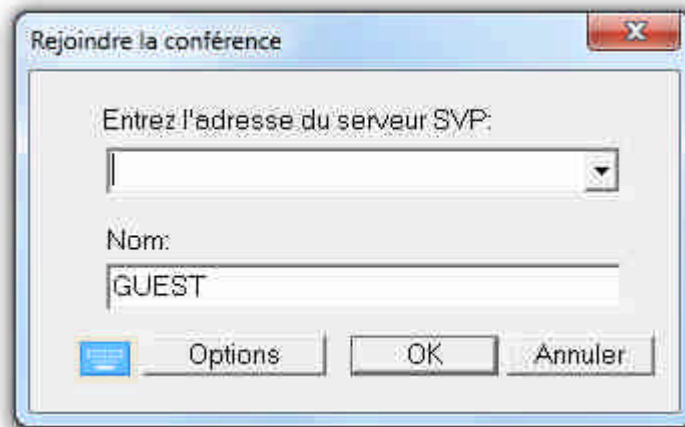 Rejoindre la conférence
Entrez l'adresse du serveur SVP:
Nom:
GUEST
Options OK Annuler